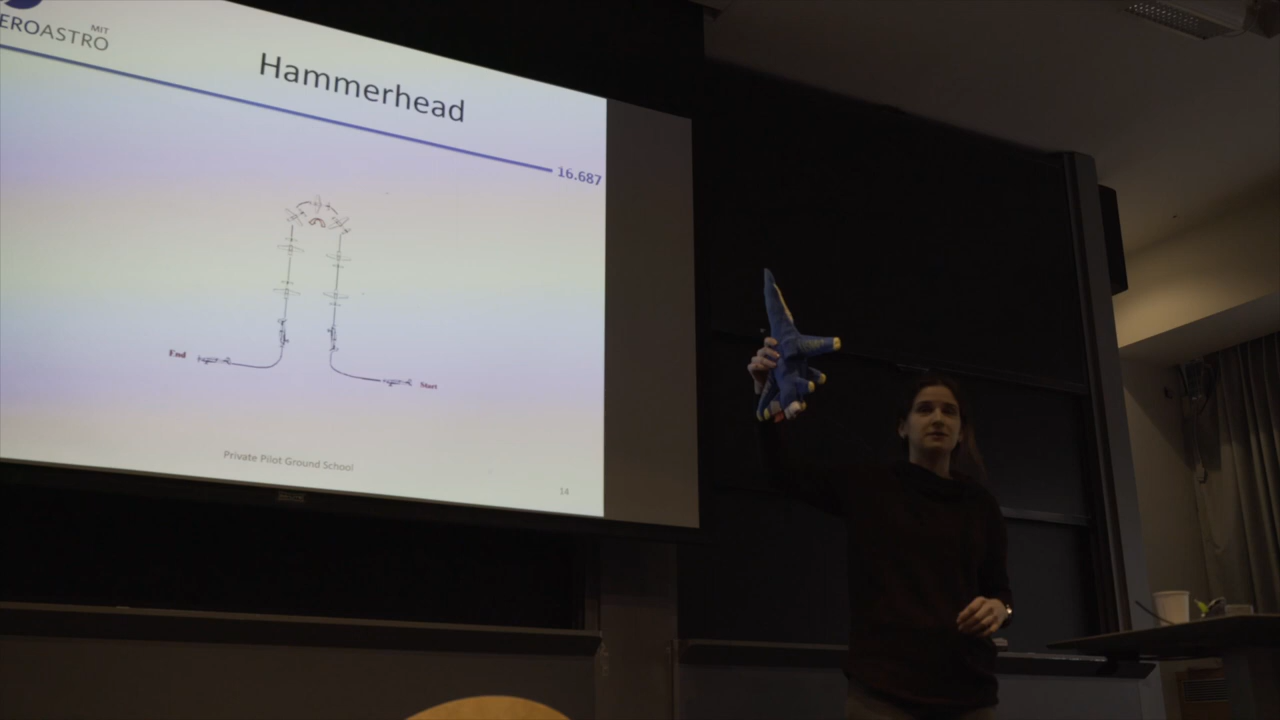 MIT
EROASTRO
Hammerhead
16.687
End
Start
Private Pilot Ground School
14